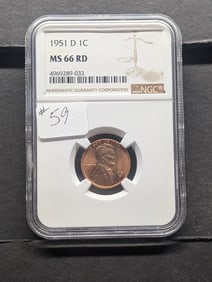 1951 D 1C
MS 66 RD
4969289-033
NUMISMATIC GUARANTY CORPORATION
NGC
# 59